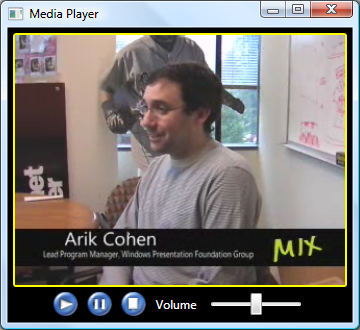 Media Player
Arik Cohen
Lead Program Manager, Windows Presentation Foundation Group
MIX
Volume